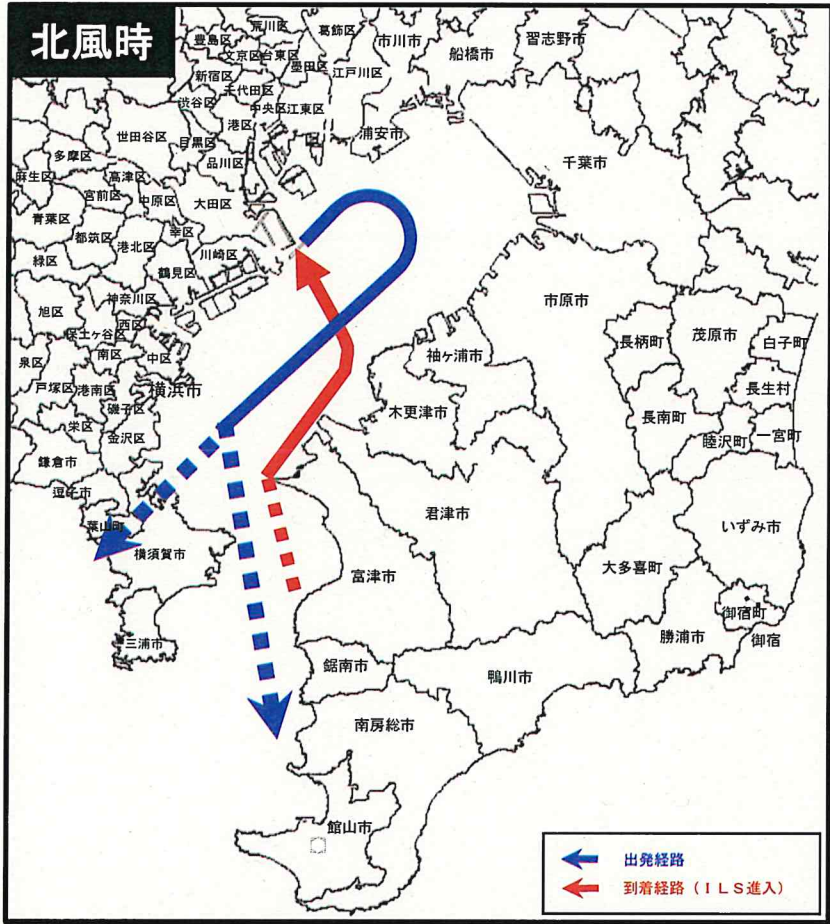 北風時
荒川区
葛飾区
豊島区
文京区
台東区
市川市
船橋市
習志野市
墨田区
江戸川区
新宿区
千代田区
渋谷区
中央区
江東区
港区
浦安市
世田谷区
目黒区
品川区
千葉市
多摩区
麻生区
高津区
宮前区
中原区
大田区
青葉区
都筑区
港北区
幸区
川崎区
緑区
鶴見区
神奈川区
旭区
西区
保土ヶ谷区
市原市
長柄町
茂原市
白子町
泉区
南区
中区
袖ヶ浦市
戸塚区
港南区
横浜市
長生村
磯子区
木更津市
長南町
栄区
金沢区
睦沢町
一宮町
鎌倉市
逗子市
君津市
いすみ市
葉山町
横須賀市
富津市
大多喜町
御宿町
三浦市
勝浦市
御宿
鋸南市
鴨川市
南房総市
館山市
出発経路
到着経路（ＩＬＳ進入）